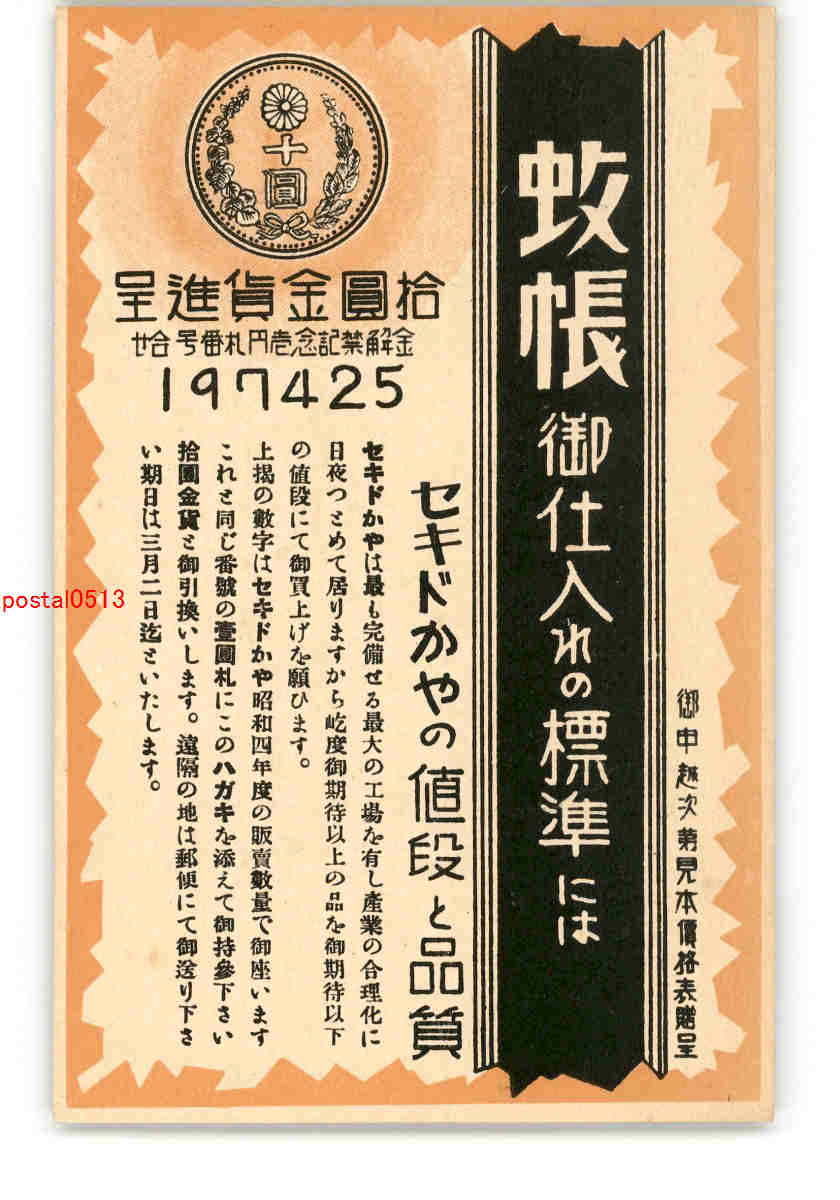 御申越次第見本價格表贈呈
蚊帳御仕入れの標準には
セキドかやの値段と品質
十圓
拾圓金貨進呈
金解禁記念壱円札番号合せ
197425
セキドかやは最も完備せる最大の工場を有し産業の合理化に
日夜つとめて居りますから屹度御期待以上の品を御期待以下
の値段にて御買上げを願ひます。
上掲の數字はセキドかや昭和四年度の販賣數量で御座います
これと同じ番號の壹圓札にこのハガキを添えて御持參下さい
拾圓金貨と御引換いします。遠隔の地は郵便にて御送り下さ
い期日は三月二日迄といたします。
postal0513